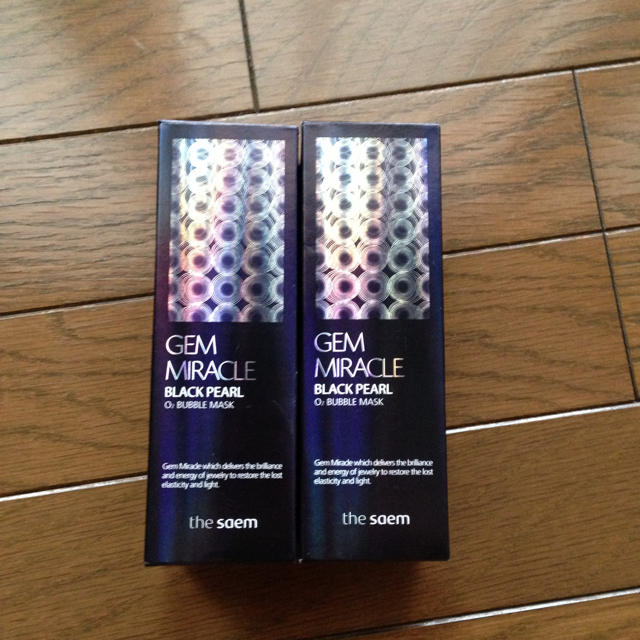 GEM
MIRACLE
BLACK PEARL
O₂ BUBBLE MASK
Gem Miracle which delivers the brilliance
and energy of jewelry to restore the lost
elasticity and light.
the saem
GEM
MIRACLE
BLACK PEARL
O₂ BUBBLE MASK
Gem Miracle which delivers the brilliance
and energy of jewelry to restore the lost
elasticity and light.
the saem